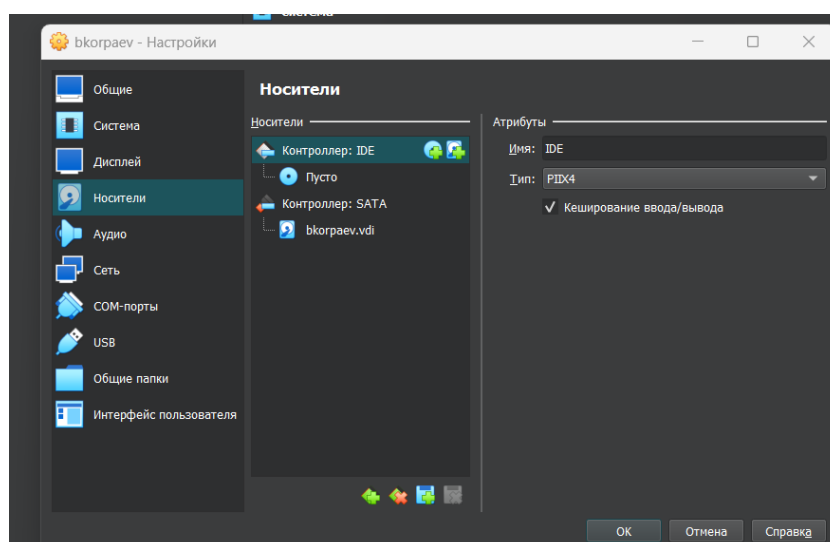 bkorpaev - Настройки
Общие
Система
Дисплей
Носители
Аудио
Сеть
COM-порты
USB
Общие папки
Интерфейс пользователя
Носители
Носители
Контроллер: IDE
Пусто
Контроллер: SATA
bkorpaev.vdi
Атрибуты
Имя: IDE
Тип: PIIX4
Кеширование ввода/вывода
OK Отмена Справка